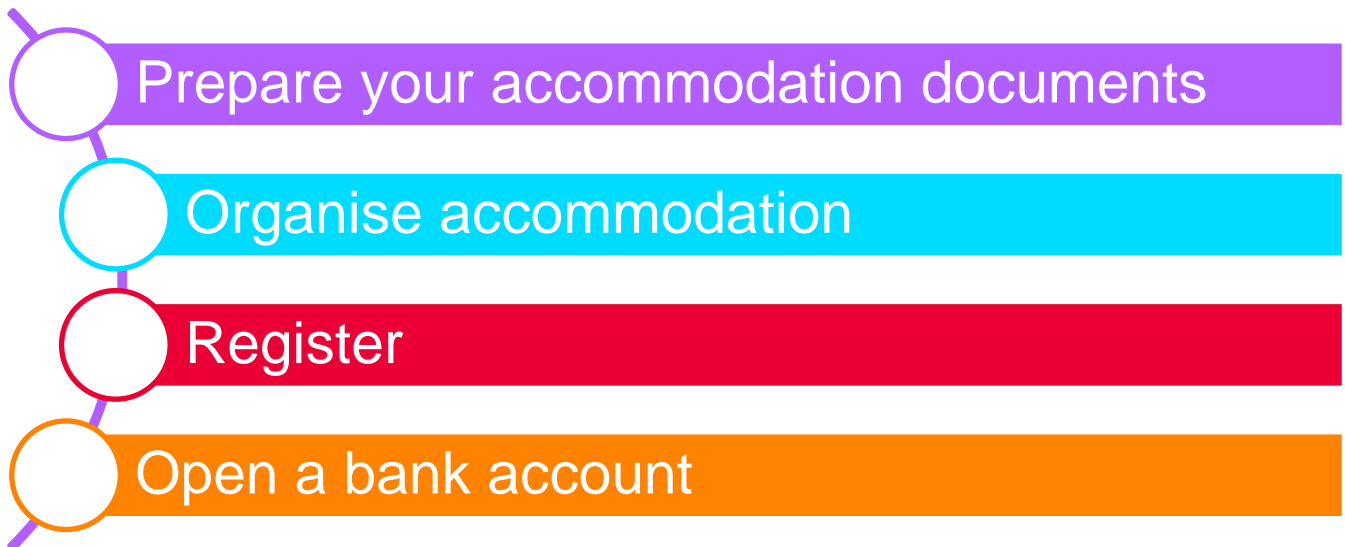 Prepare your accommodation documents
Organise accommodation
Register
Open a bank account